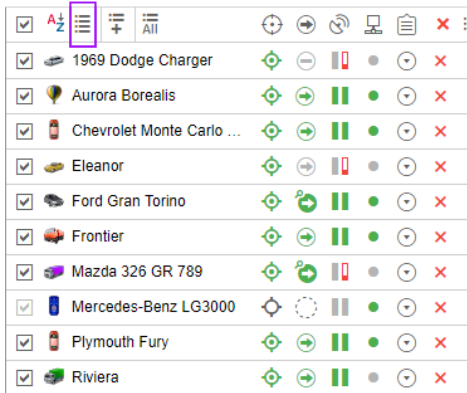 AZ All
1969 Dodge Charger
Aurora Borealis
Chevrolet Monte Carlo ...
Eleanor
Ford Gran Torino
Frontier
Mazda 326 GR 789
Mercedes-Benz LG3000
Plymouth Fury
Riviera